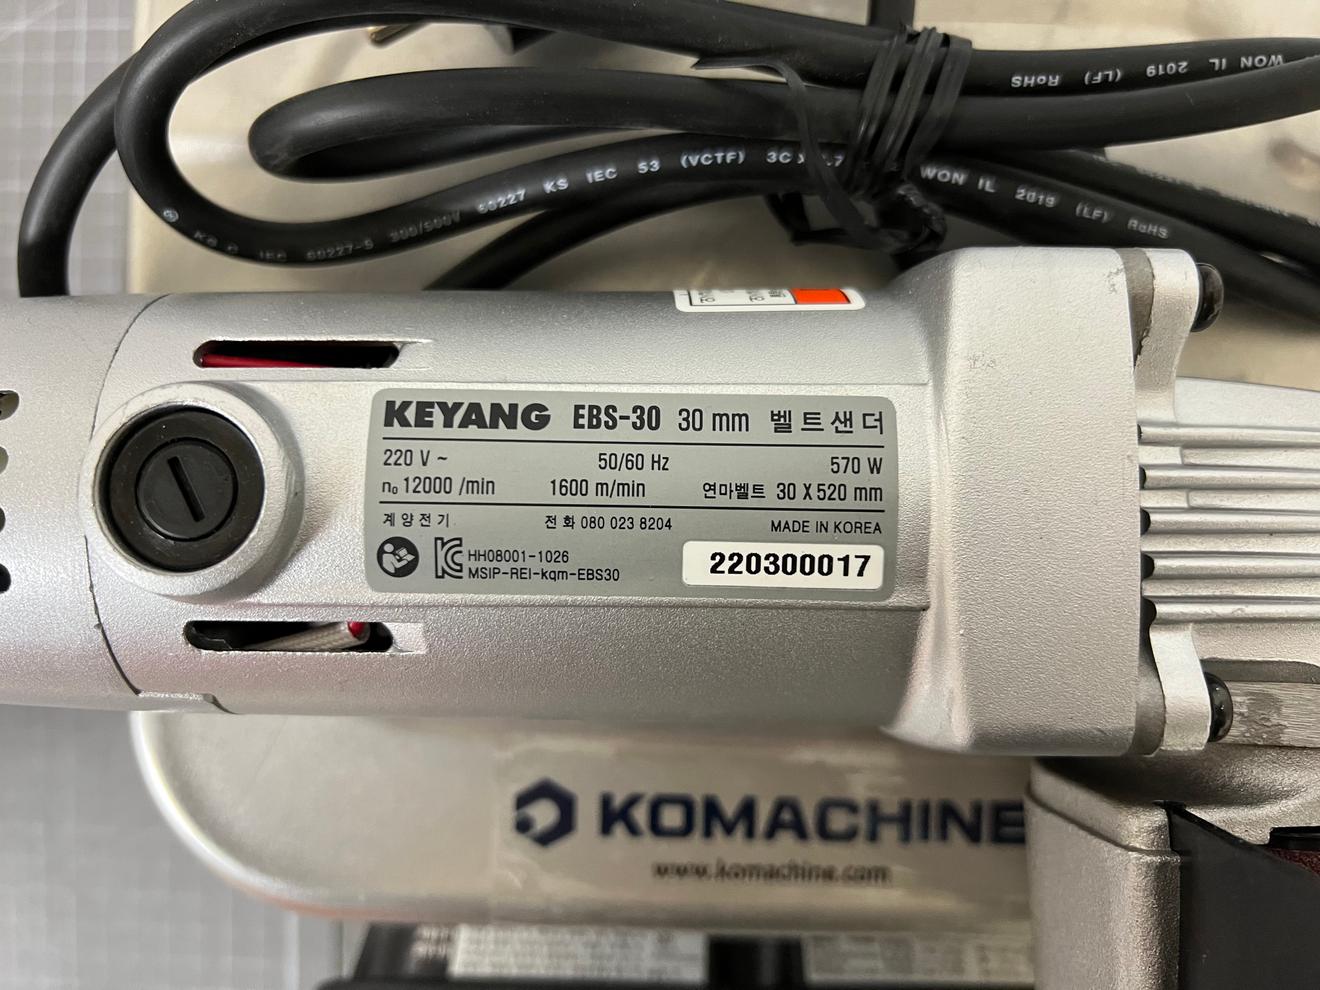 WON IL 2019 (LF) RoHS
IEC 60227-5 300/500V 60227 KS IEC 53 (VCTF) 3C X
WON IL 2019 (LF) RoHS
KEYANG EBS-30 30 mm 벨트샌더
220 V ~ 50/60 Hz 570 W
n₀ 12000 /min 1600 m/min 연마벨트 30 X 520 mm
계양전기 전화 080 023 8204 MADE IN KOREA
HH08001-1026
MSIP-REI-kqm-EBS30
220300017
KOMACHINE
www.komachine.com